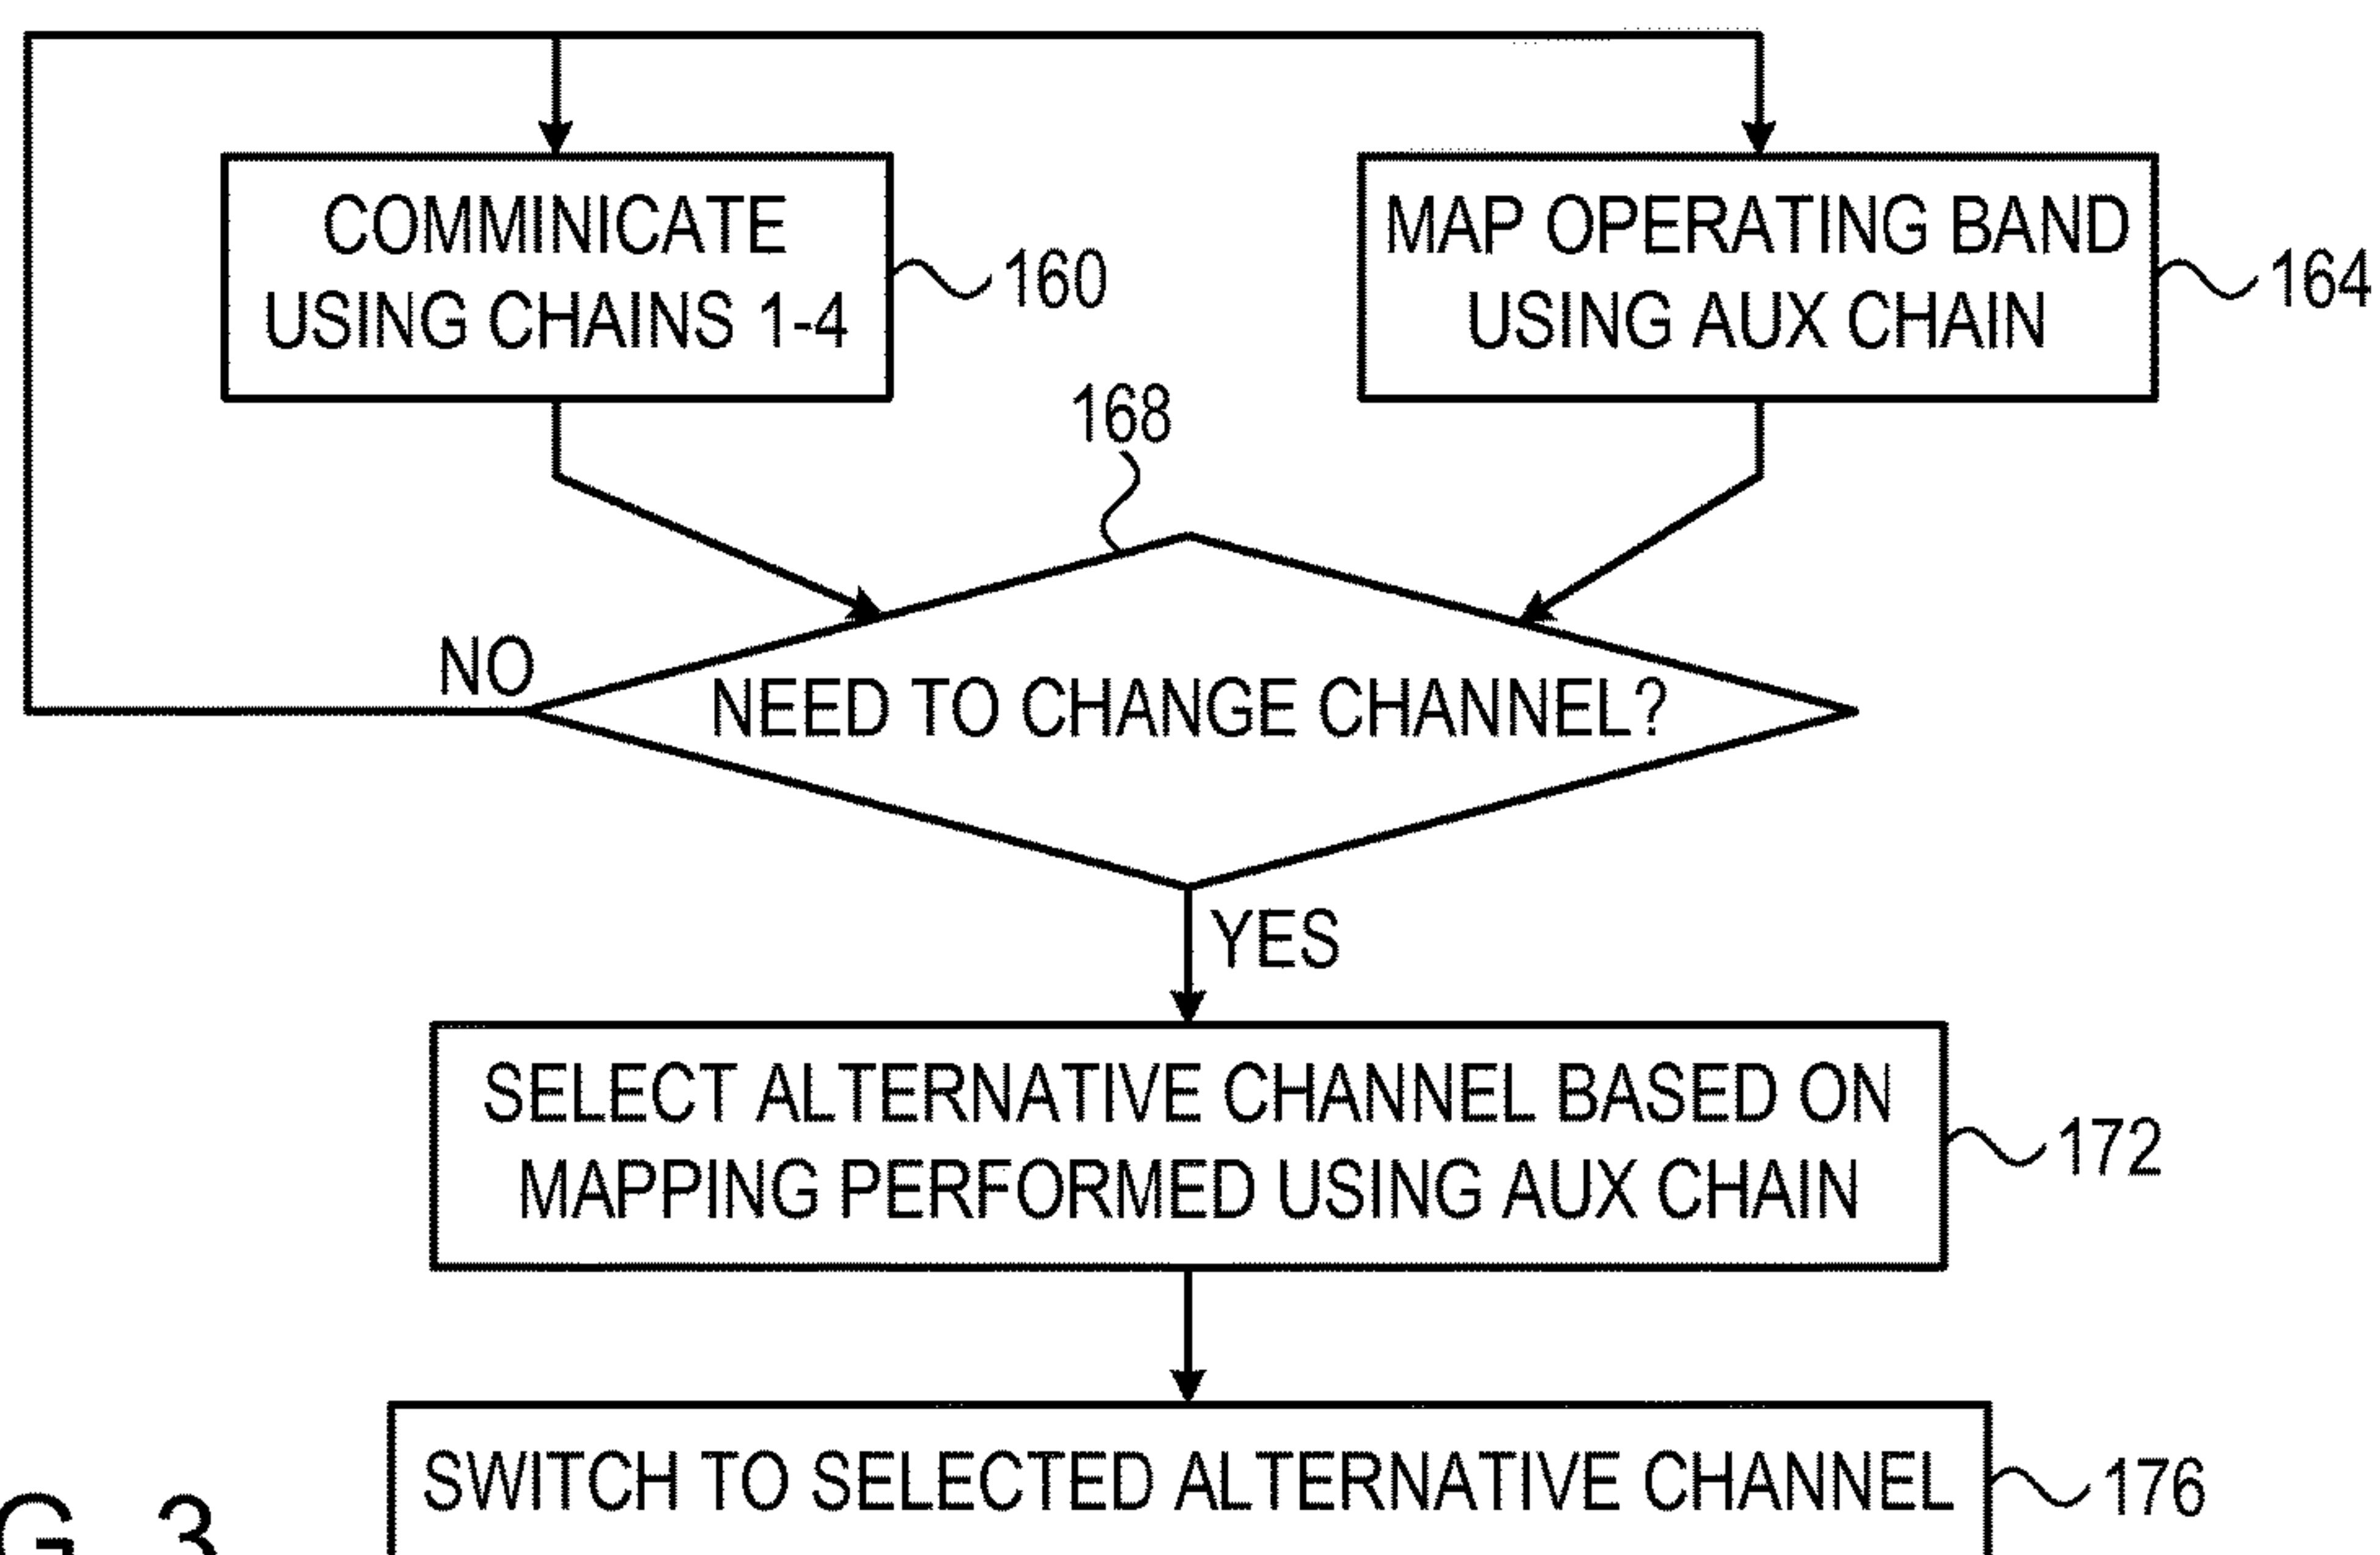 COMMINICATE
USING CHAINS 1-4
160
MAP OPERATING BAND
USING AUX CHAIN
164
168
NEED TO CHANGE CHANNEL?
NO
YES
SELECT ALTERNATIVE CHANNEL BASED ON
MAPPING PERFORMED USING AUX CHAIN
172
SWITCH TO SELECTED ALTERNATIVE CHANNEL
176
G. 3